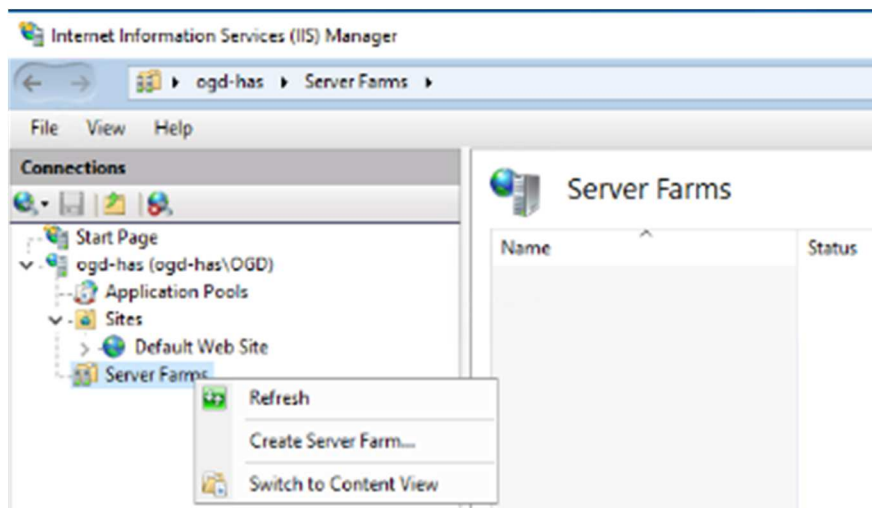 Internet Information Services (IIS) Manager
ogd-has Server Farms
File View Help
Connections
Server Farms
Name Status
Start Page
ogd-has (ogd-has\OGD)
Application Pools
Sites
Default Web Site
Server Farms
Refresh
Create Server Farm...
Switch to Content View